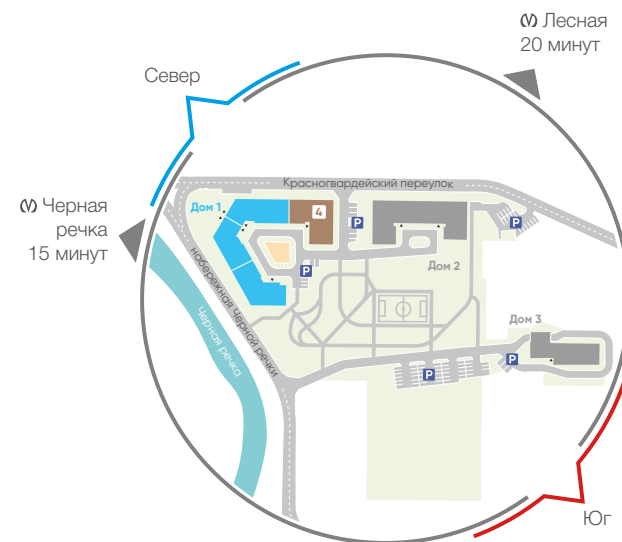 Лесная
20 минут
Север
Красногвардейский переулок
Дом 1
4
P
P
Черная
речка
15 минут
Дом 2
P
набережная Черной речки
Черная речка
Дом 3
P
P
Юг